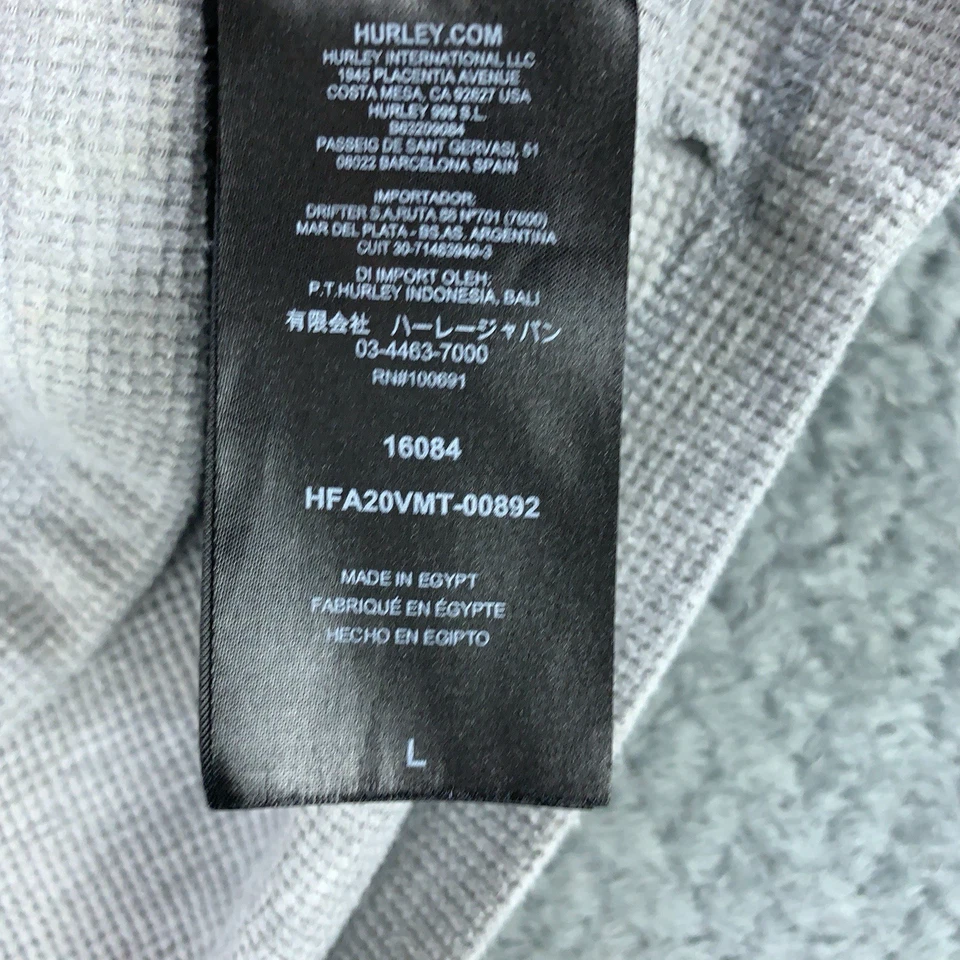 HURLEY.COM
HURLEY INTERNATIONAL LLC
1945 PLACENTIA AVENUE
COSTA MESA, CA 92627 USA
HURLEY 999 S.L.
B63209084
PASSEIG DE SANT GERVASI, 51
08022 BARCELONA SPAIN
IMPORTADOR:
DRIFTER S.A.RUTA 88 Nº701 (7600)
MAR DEL PLATA - BS.AS. ARGENTINA
CUIT 30-71483949-3
DI IMPORT OLEH:
P.T.HURLEY INDONESIA, BALI
有限会社 ハーレージャパン
03-4463-7000
RN#100691
16084
HFA20VMT-00892
MADE IN EGYPT
FABRIQUÉ EN ÉGYPTE
HECHO EN EGIPTO
L